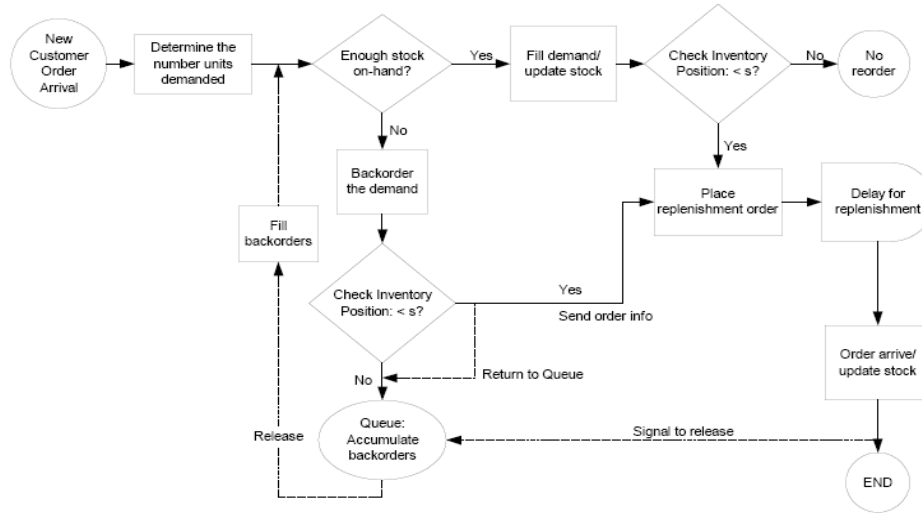 New
Customer
Order
Arrival
Determine the
number units
demanded
Enough stock
on-hand?
Yes
Fill demand/
update stock
Check Inventory
Position: < s?
No
No
reorder
No
Yes
Backorder
the demand
Place
replenishment order
Delay for
replenishment
Fill
backorders
Check Inventory
Position: < s?
Yes
Send order info
Order arrive/
update stock
No
Return to Queue
Queue:
Accumulate
backorders
Release
Signal to release
END